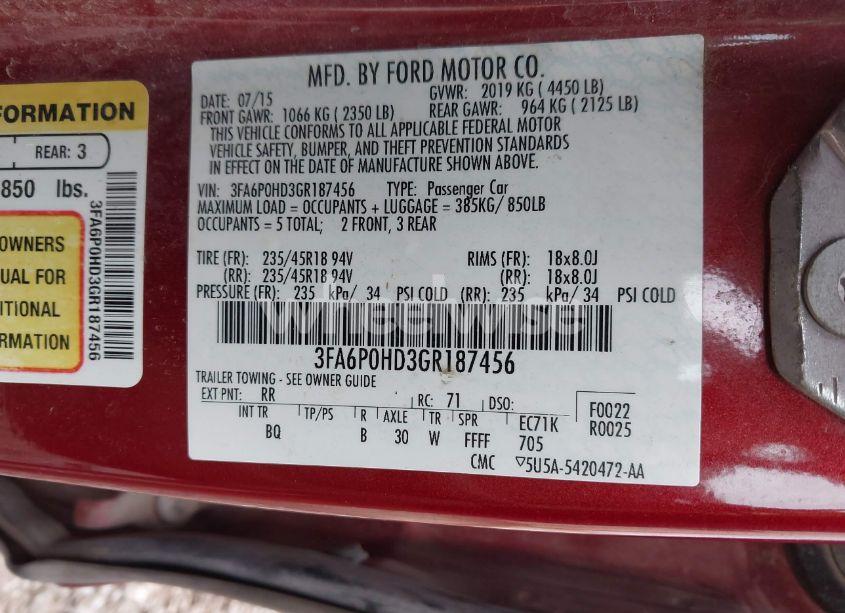 FORMATION
REAR: 3
850 lbs.
OWNERS
UAL FOR
ITIONAL
ORMATION
3FA6P0HD3GR187456
MFD. BY FORD MOTOR CO.
DATE: 07/15 GVWR: 2019 KG ( 4450 LB)
FRONT GAWR: 1066 KG ( 2350 LB) REAR GAWR: 964 KG ( 2125 LB)
THIS VEHICLE CONFORMS TO ALL APPLICABLE FEDERAL MOTOR
VEHICLE SAFETY, BUMPER, AND THEFT PREVENTION STANDARDS
IN EFFECT ON THE DATE OF MANUFACTURE SHOWN ABOVE.
VIN: 3FA6P0HD3GR187456 TYPE: Passenger Car
MAXIMUM LOAD = OCCUPANTS + LUGGAGE = 385KG/ 850LB
OCCUPANTS = 5 TOTAL; 2 FRONT, 3 REAR
TIRE (FR): 235/45R18 94V RIMS (FR): 18x8.0J
(RR): 235/45R18 94V (RR): 18x8.0J
PRESSURE (FR): 235 kPa/ 34 PSI COLD (RR): 235 kPa/ 34 PSI COLD
wheelwise
3FA6P0HD3GR187456
TRAILER TOWING - SEE OWNER GUIDE
EXT PNT: RR RC: 71 DSO: F0022
INT TR TP/PS R AXLE TR SPR EC71K R0025
BQ B 30 W FFFF 705
CMC 5U5A-5420472-AA